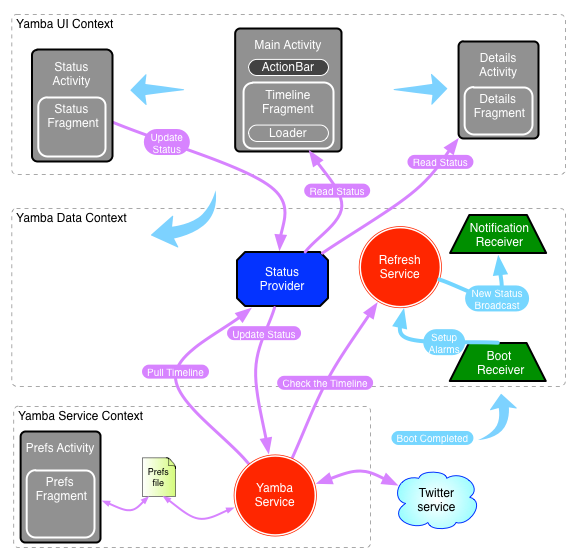 Yamba UI Context
Status
Activity
Status
Fragment
Main Activity
ActionBar
Timeline
Fragment
Loader
Details
Activity
Details
Fragment
Update
Status
Read Status
Read Status
Yamba Data Context
Status
Provider
Refresh
Service
Notification
Receiver
New Status
Broadcast
Update Status
Setup
Alarms
Boot
Receiver
Pull Timeline
Check the Timeline
Yamba Service Context
Boot Completed
Prefs Activity
Prefs
Fragment
Prefs
file
Yamba
Service
Twitter
service